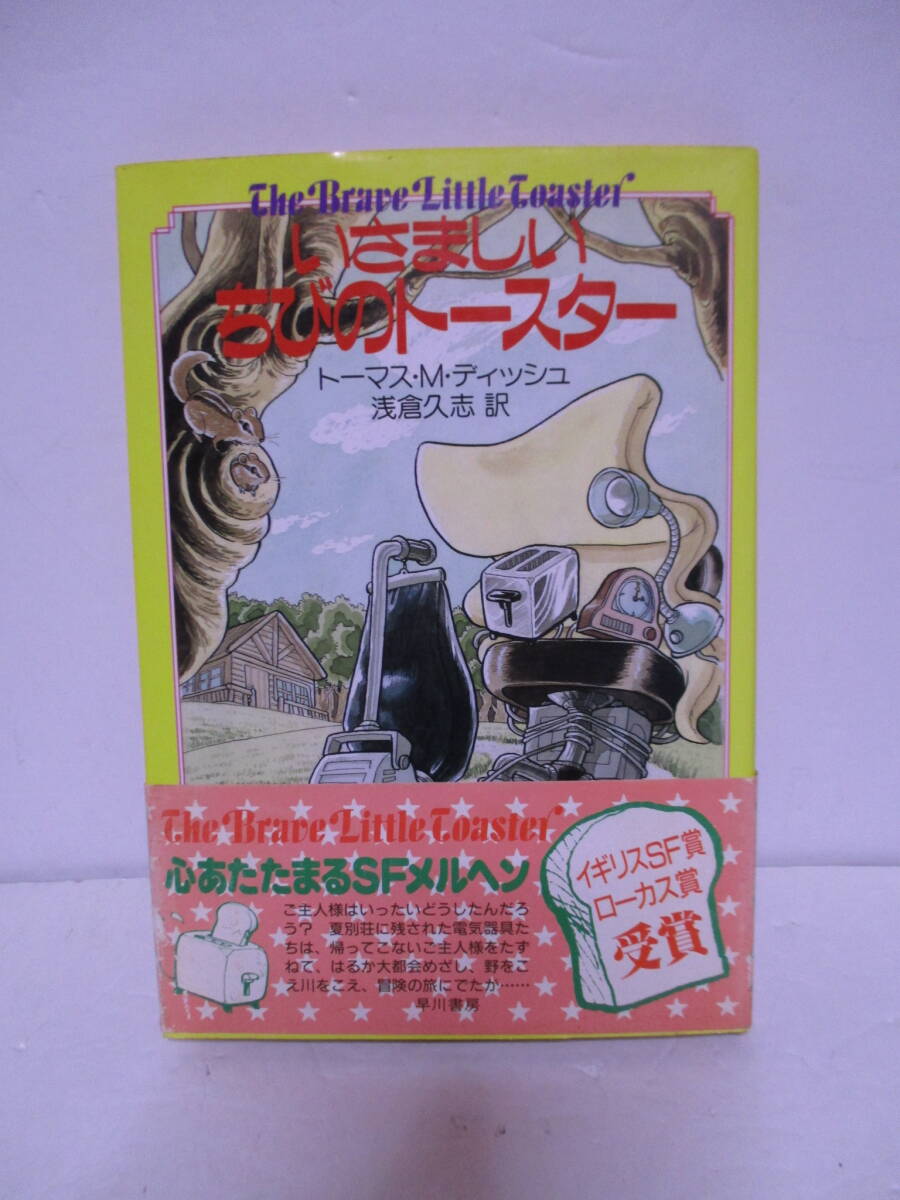 The Brave Little Toaster
いさましい
ちびのトースター
トーマス・M・ディッシュ
浅倉久志 訳
The Brave Little Toaster
心あたたまるSFメルヘン
ご主人様はいったいどうしたんだろ
う? 夏別荘に残された電気器具た
ちは、帰ってこないご主人様をたず
ねて、はるか大都会めざし、野をこ
え川をこえ、冒険の旅にでたが……
早川書房
イギリスSF賞
ローカス賞
受賞